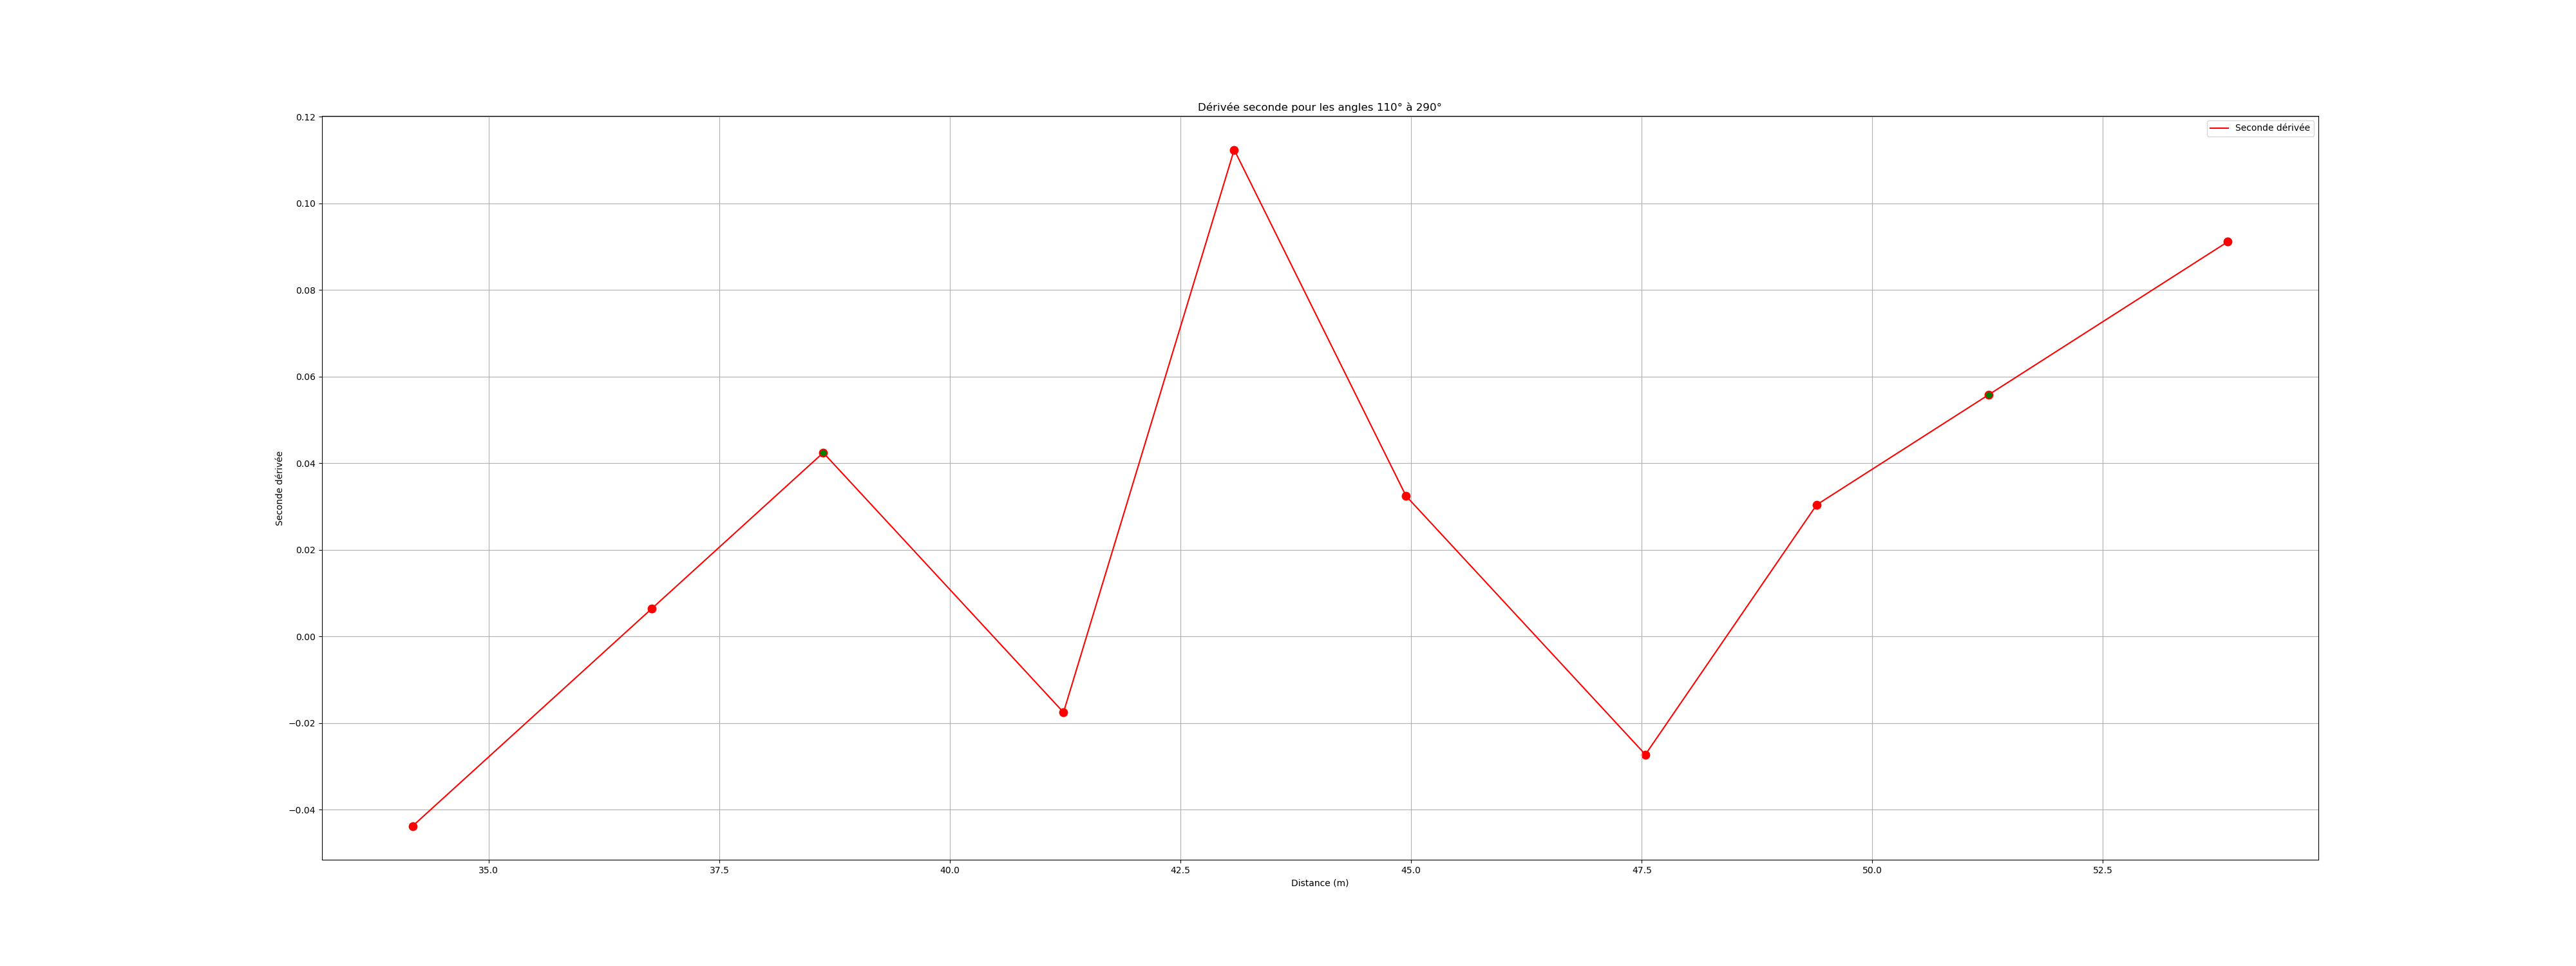 Dérivée seconde pour les angles 110° à 290°
Seconde dérivée
0.12
0.10
0.08
0.06
0.04
0.02
0.00
−0.02
−0.04
Seconde dérivée
35.0 37.5 40.0 42.5 45.0 47.5 50.0 52.5
Distance (m)